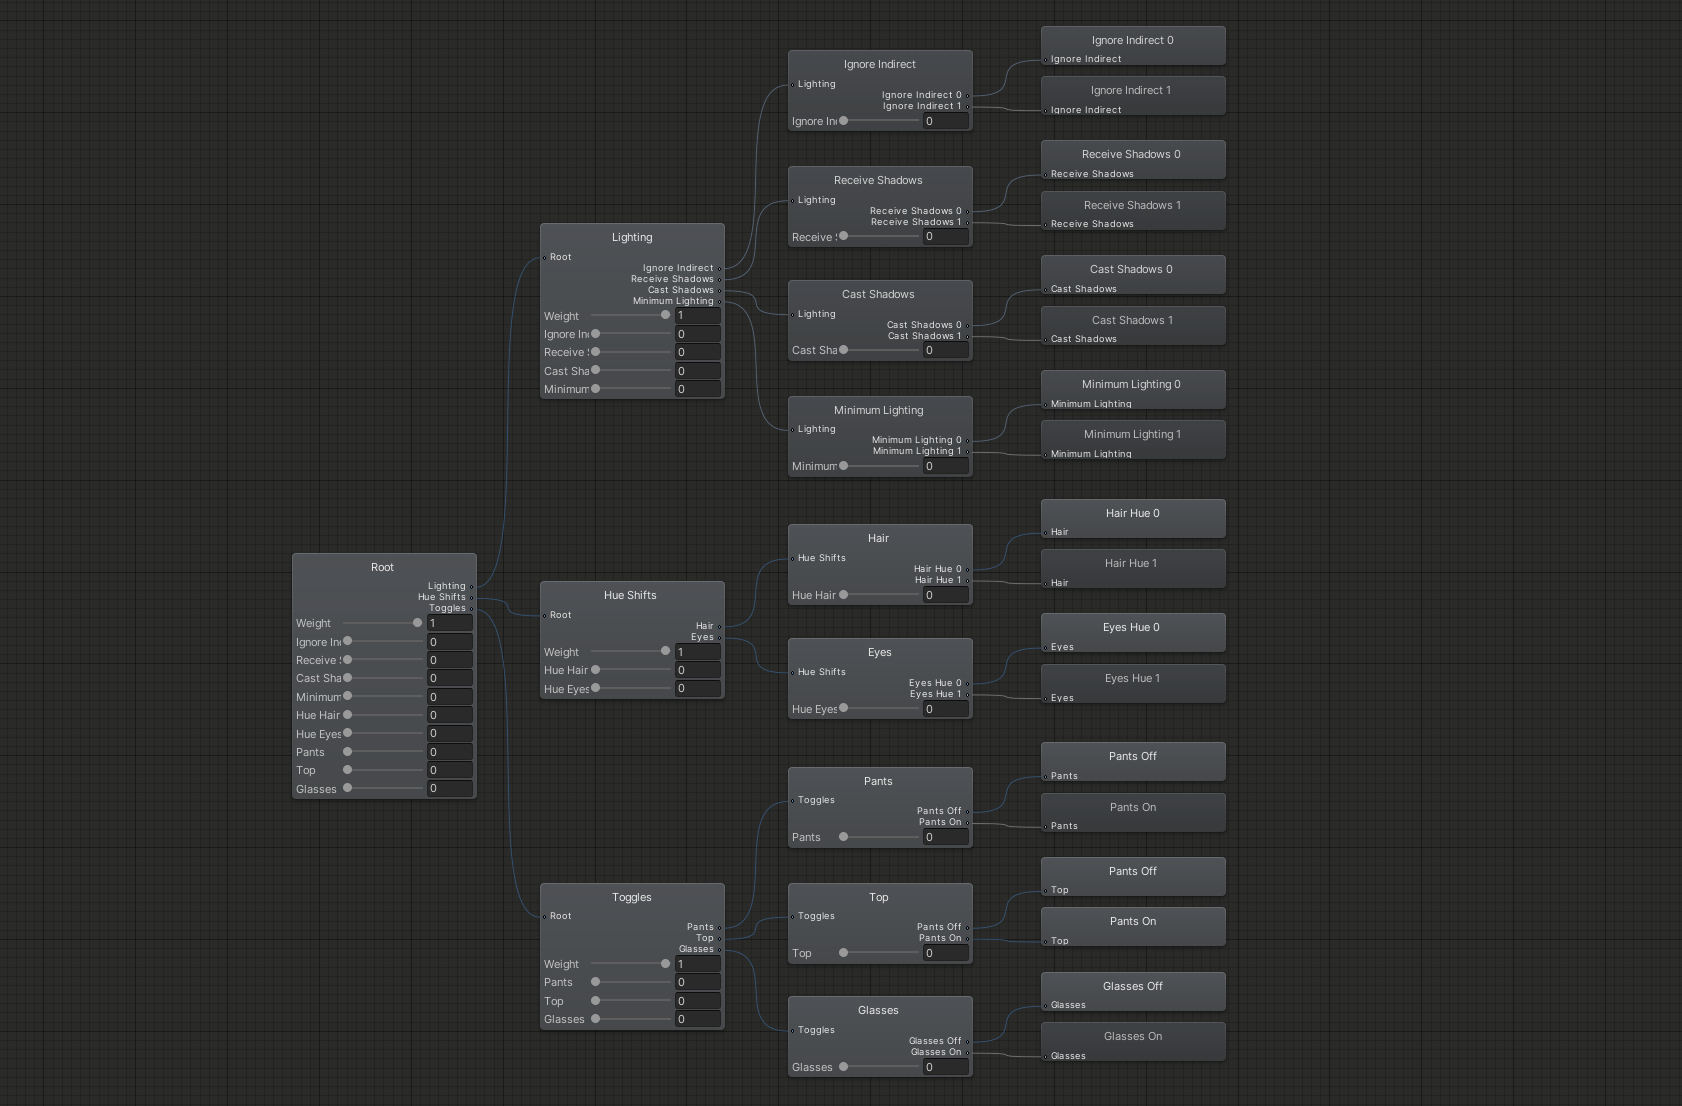 Root
Lighting
Hue Shifts
Toggles
Weight 1
Ignore In 0
Receive 0
Cast Sha 0
Minimum 0
Hue Hair 0
Hue Eyes 0
Pants 0
Top 0
Glasses 0
Lighting
Root
Ignore Indirect
Receive Shadows
Cast Shadows
Minimum Lighting
Weight 1
Ignore In 0
Receive 0
Cast Sha 0
Minimum 0
Hue Shifts
Root
Hair
Eyes
Weight 1
Hue Hair 0
Hue Eyes 0
Toggles
Root
Pants
Top
Glasses
Weight 1
Pants 0
Top 0
Glasses 0
Ignore Indirect
Lighting
Ignore Indirect 0
Ignore Indirect 1
Ignore In 0
Receive Shadows
Lighting
Receive Shadows 0
Receive Shadows 1
Receive 0
Cast Shadows
Lighting
Cast Shadows 0
Cast Shadows 1
Cast Sha 0
Minimum Lighting
Lighting
Minimum Lighting 0
Minimum Lighting 1
Minimum 0
Hair
Hue Shifts
Hair Hue 0
Hair Hue 1
Hue Hair 0
Eyes
Hue Shifts
Eyes Hue 0
Eyes Hue 1
Hue Eyes 0
Pants
Toggles
Pants Off
Pants On
Pants 0
Top
Toggles
Pants Off
Pants On
Top 0
Glasses
Toggles
Glasses Off
Glasses On
Glasses 0
Ignore Indirect 0
Ignore Indirect
Ignore Indirect 1
Ignore Indirect
Receive Shadows 0
Receive Shadows
Receive Shadows 1
Receive Shadows
Cast Shadows 0
Cast Shadows
Cast Shadows 1
Cast Shadows
Minimum Lighting 0
Minimum Lighting
Minimum Lighting 1
Minimum Lighting
Hair Hue 0
Hair
Hair Hue 1
Hair
Eyes Hue 0
Eyes
Eyes Hue 1
Eyes
Pants Off
Pants
Pants On
Pants
Pants Off
Top
Pants On
Top
Glasses Off
Glasses
Glasses On
Glasses